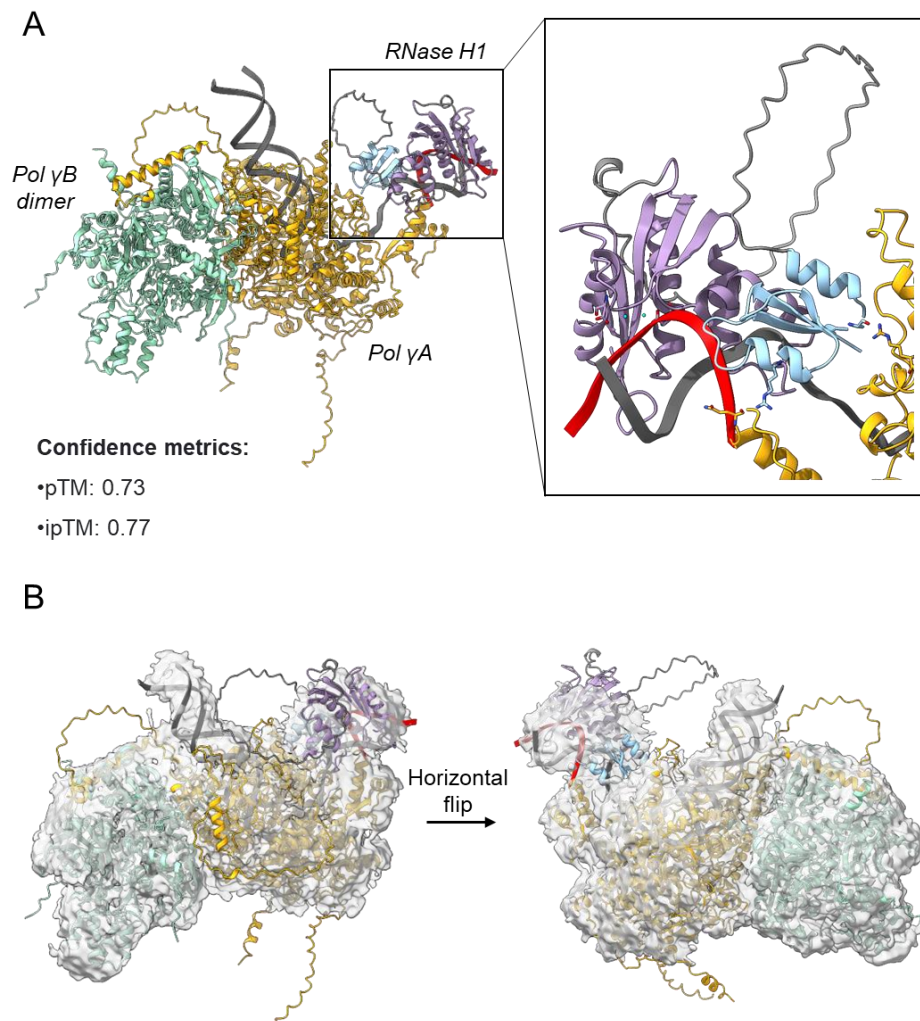 A
RNase H1
Pol γB
dimer
Pol γA
Confidence metrics:
•pTM: 0.73
•ipTM: 0.77
B
Horizontal
flip